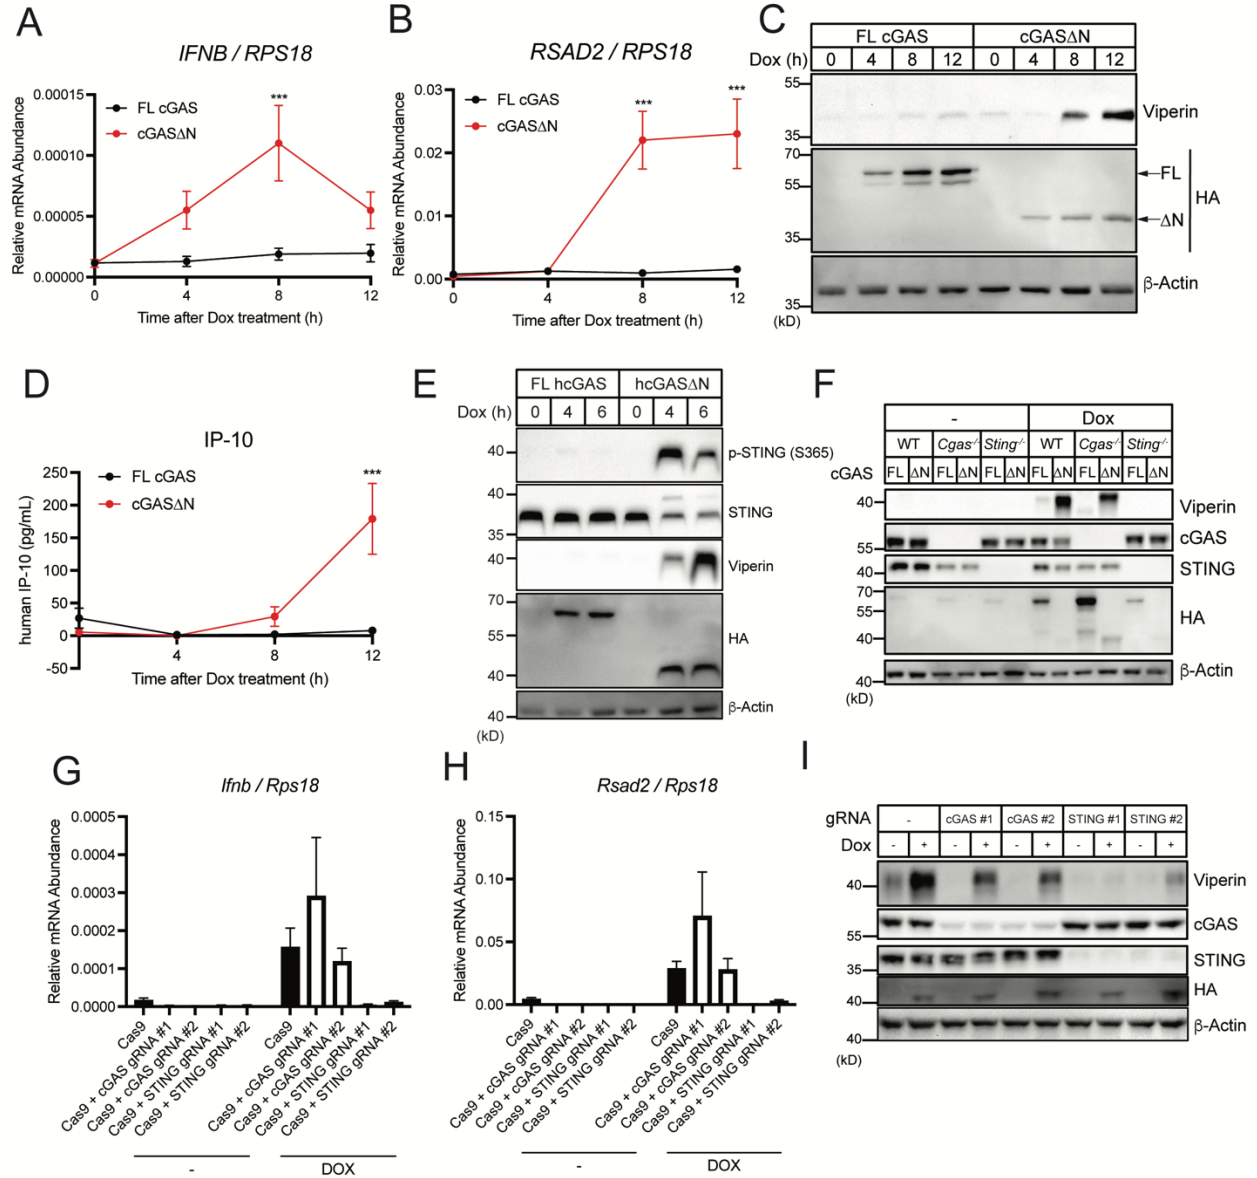 A
IFNB / RPS18
Relative mRNA Abundance
0.00015
0.00010
0.00005
0.00000
FL cGAS
cGASΔN
***
0 4 8 12
Time after Dox treatment (h)
B
RSAD2 / RPS18
Relative mRNA Abundance
0.03
0.02
0.01
0.00
FL cGAS
cGASΔN
*** ***
0 4 8 12
Time after Dox treatment (h)
C
FL cGAS cGASΔN
Dox (h) 0 4 8 12 0 4 8 12
55
35
Viperin
70
55
35
FL
ΔN
HA
35
β-Actin
(kD)
D
IP-10
human IP-10 (pg/mL)
250
200
150
100
50
0
-50
FL cGAS
cGASΔN
***
4 8 12
Time after Dox treatment (h)
E
FL hcGAS hcGASΔN
Dox (h) 0 4 6 0 4 6
40 p-STING (S365)
40
35
STING
Viperin
70
55
40
HA
40
β-Actin
(kD)
F
- Dox
WT Cgas-/- Sting-/- WT Cgas-/- Sting-/-
cGAS FL ΔN FL ΔN FL ΔN FL ΔN FL ΔN FL ΔN
40 Viperin
55 cGAS
40 STING
70
55
40
HA
40 β-Actin
(kD)
G
Ifnb / Rps18
Relative mRNA Abundance
0.0005
0.0004
0.0003
0.0002
0.0001
0.0000
Cas9
Cas9 + cGAS gRNA #1
Cas9 + cGAS gRNA #2
Cas9 + STING gRNA #1
Cas9 + STING gRNA #2
Cas9
Cas9 + cGAS gRNA #1
Cas9 + cGAS gRNA #2
Cas9 + STING gRNA #1
Cas9 + STING gRNA #2
- DOX
H
Rsad2 / Rps18
Relative mRNA Abundance
0.15
0.10
0.05
0.00
Cas9
Cas9 + cGAS gRNA #1
Cas9 + cGAS gRNA #2
Cas9 + STING gRNA #1
Cas9 + STING gRNA #2
Cas9
Cas9 + cGAS gRNA #1
Cas9 + cGAS gRNA #2
Cas9 + STING gRNA #1
Cas9 + STING gRNA #2
- DOX
I
gRNA - cGAS #1 cGAS #2 STING #1 STING #2
Dox - + - + - + - + - +
40 Viperin
55 cGAS
35 STING
40 HA
40 β-Actin
(kD)